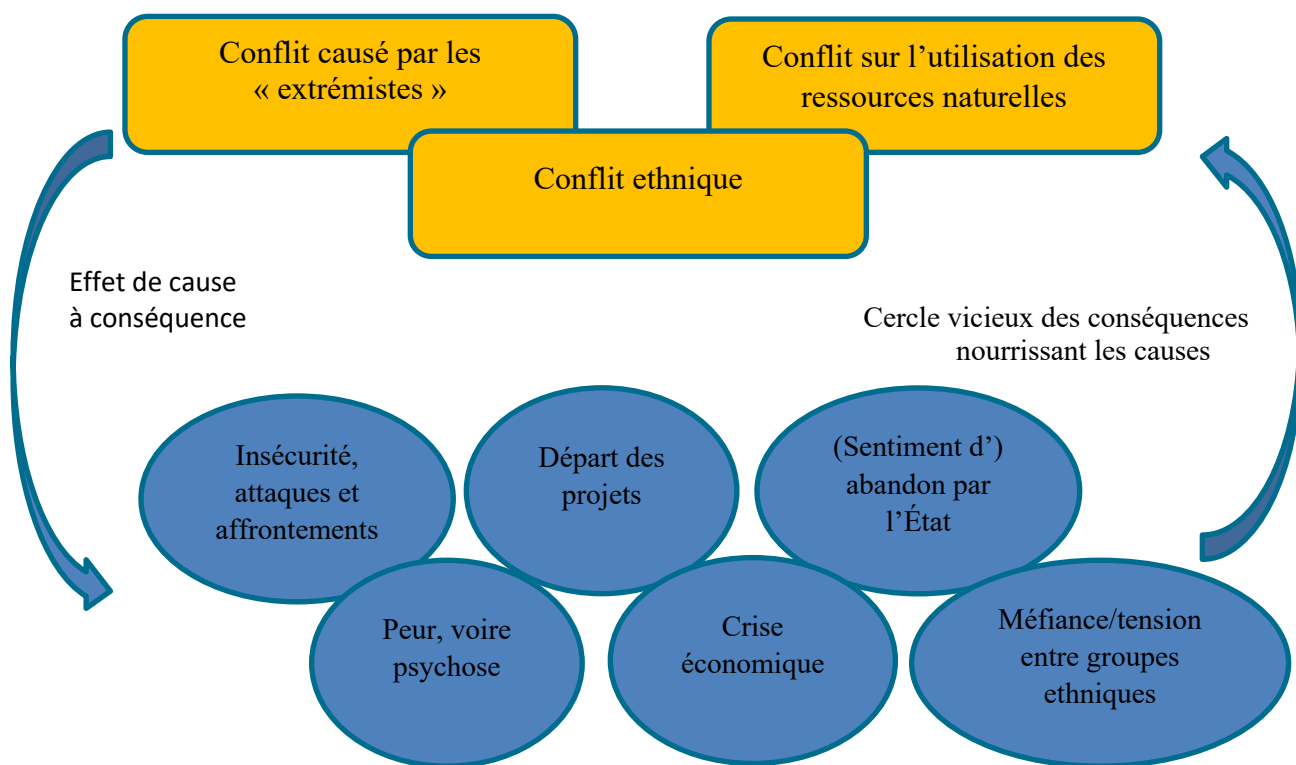 Conflit causé par les
« extrémistes »
Conflit sur l’utilisation des
ressources naturelles
Conflit ethnique
Effet de cause
à conséquence
Cercle vicieux des conséquences
nourrissant les causes
Insécurité,
attaques et
affrontements
Départ des
projets
(Sentiment d’)
abandon par
l’État
Peur, voire
psychose
Crise
économique
Méfiance/tension
entre groupes
ethniques